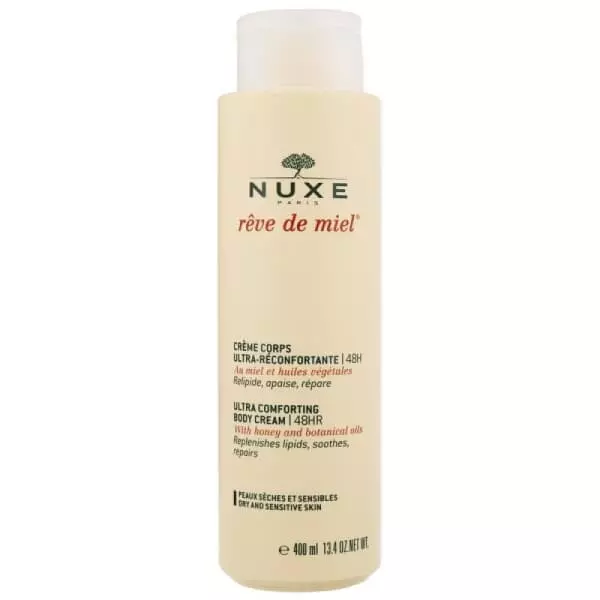 NUXE
PARIS
rêve de miel®
CRÈME CORPS
ULTRA-RÉCONFORTANTE | 48H
Au miel et huiles végétales
Relipide, apaise, répare
ULTRA COMFORTING
BODY CREAM | 48HR
With honey and botanical oils
Replenishes lipids, soothes,
repairs
PEAUX SÈCHES ET SENSIBLES
DRY AND SENSITIVE SKIN
℮ 400 ml 13.4 OZ.NET WT.